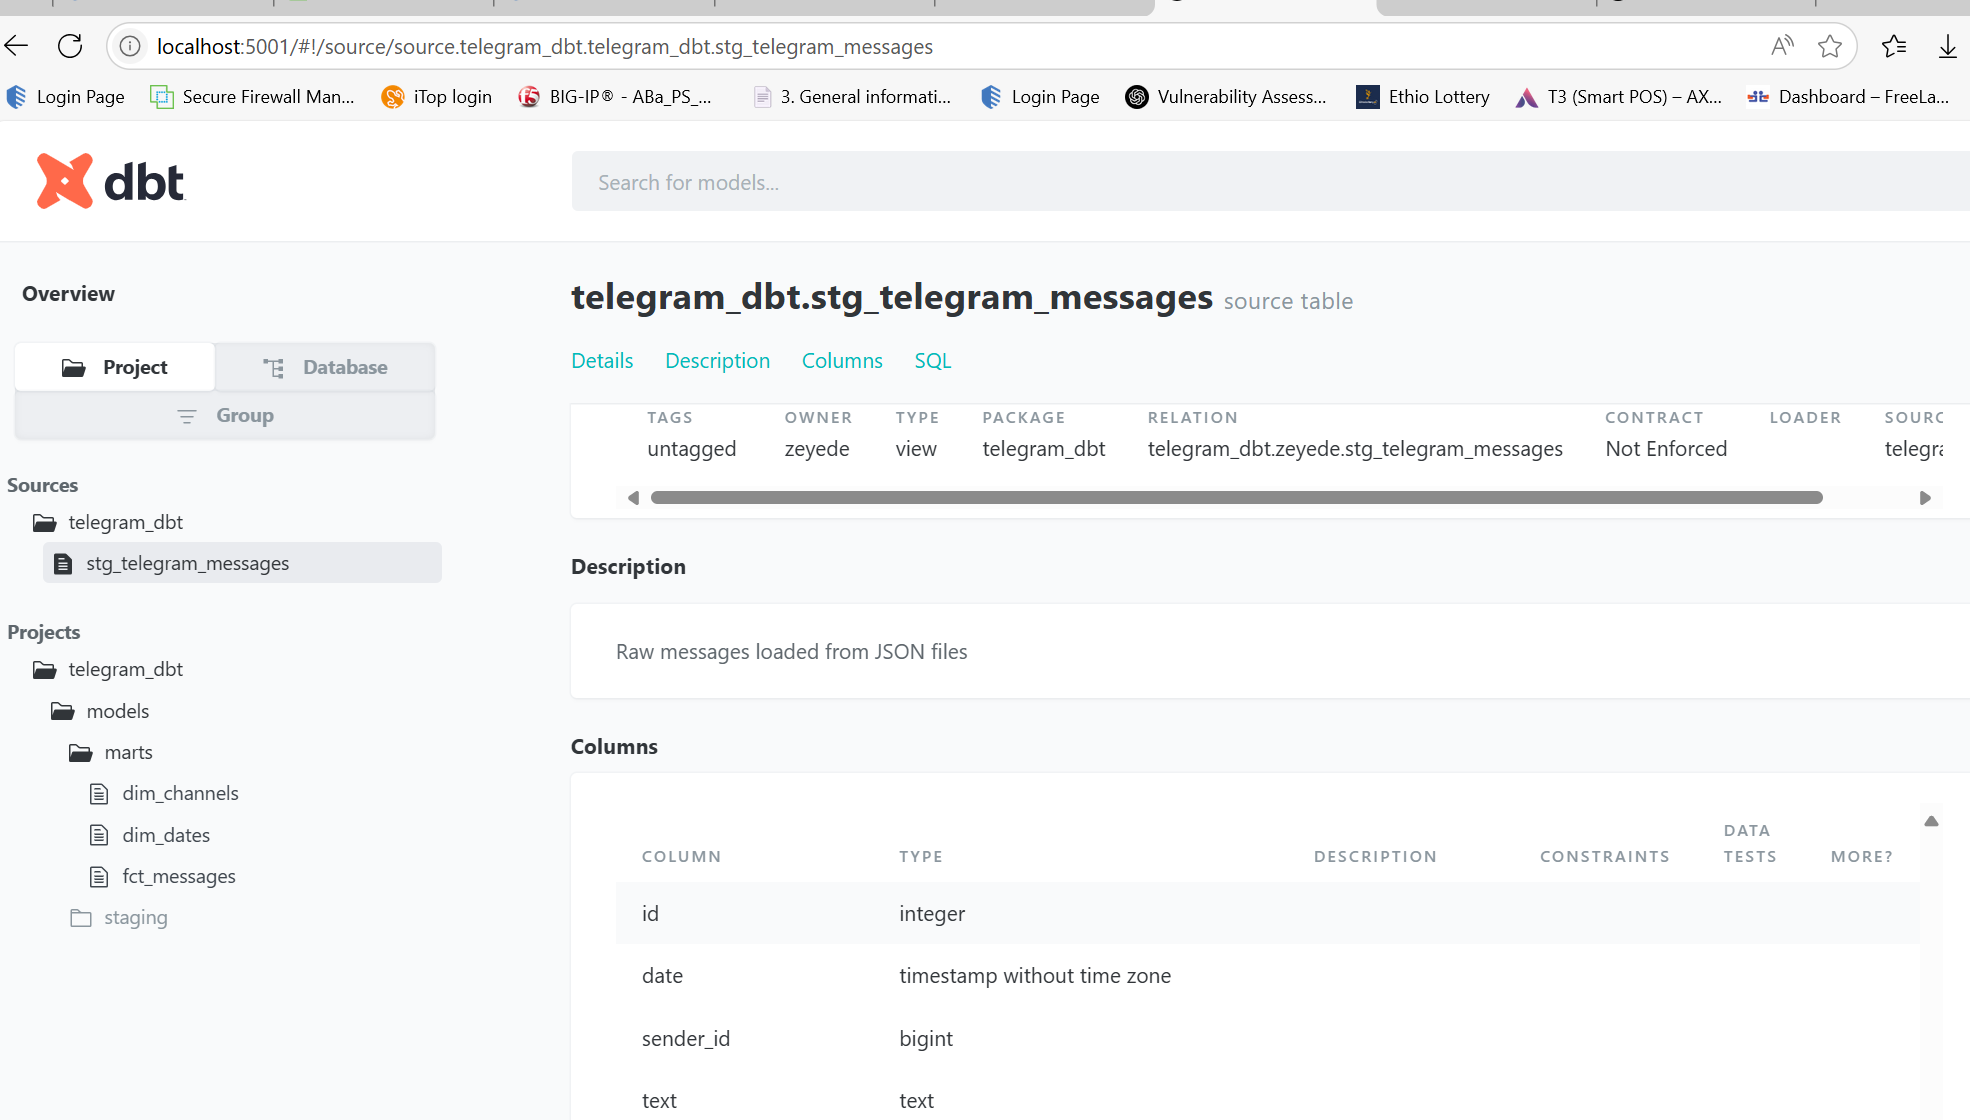 localhost:5001/#!/source/source.telegram_dbt.telegram_dbt.stg_telegram_messages
Login Page
Secure Firewall Man...
iTop login
BIG-IP® - ABa_PS_...
3. General informati...
Login Page
Vulnerability Assess...
Ethio Lottery
T3 (Smart POS) – AX...
Dashboard – FreeLa...
dbt
Search for models...
Overview
Project
Database
Group
Sources
telegram_dbt
stg_telegram_messages
Projects
telegram_dbt
models
marts
dim_channels
dim_dates
fct_messages
staging
telegram_dbt.stg_telegram_messages source table
Details Description Columns SQL
TAGS OWNER TYPE PACKAGE RELATION CONTRACT LOADER SOURC
untagged zeyede view telegram_dbt telegram_dbt.zeyede.stg_telegram_messages Not Enforced telegra
Description
Raw messages loaded from JSON files
Columns
COLUMN TYPE DESCRIPTION CONSTRAINTS DATA TESTS MORE?
id integer
date timestamp without time zone
sender_id bigint
text text